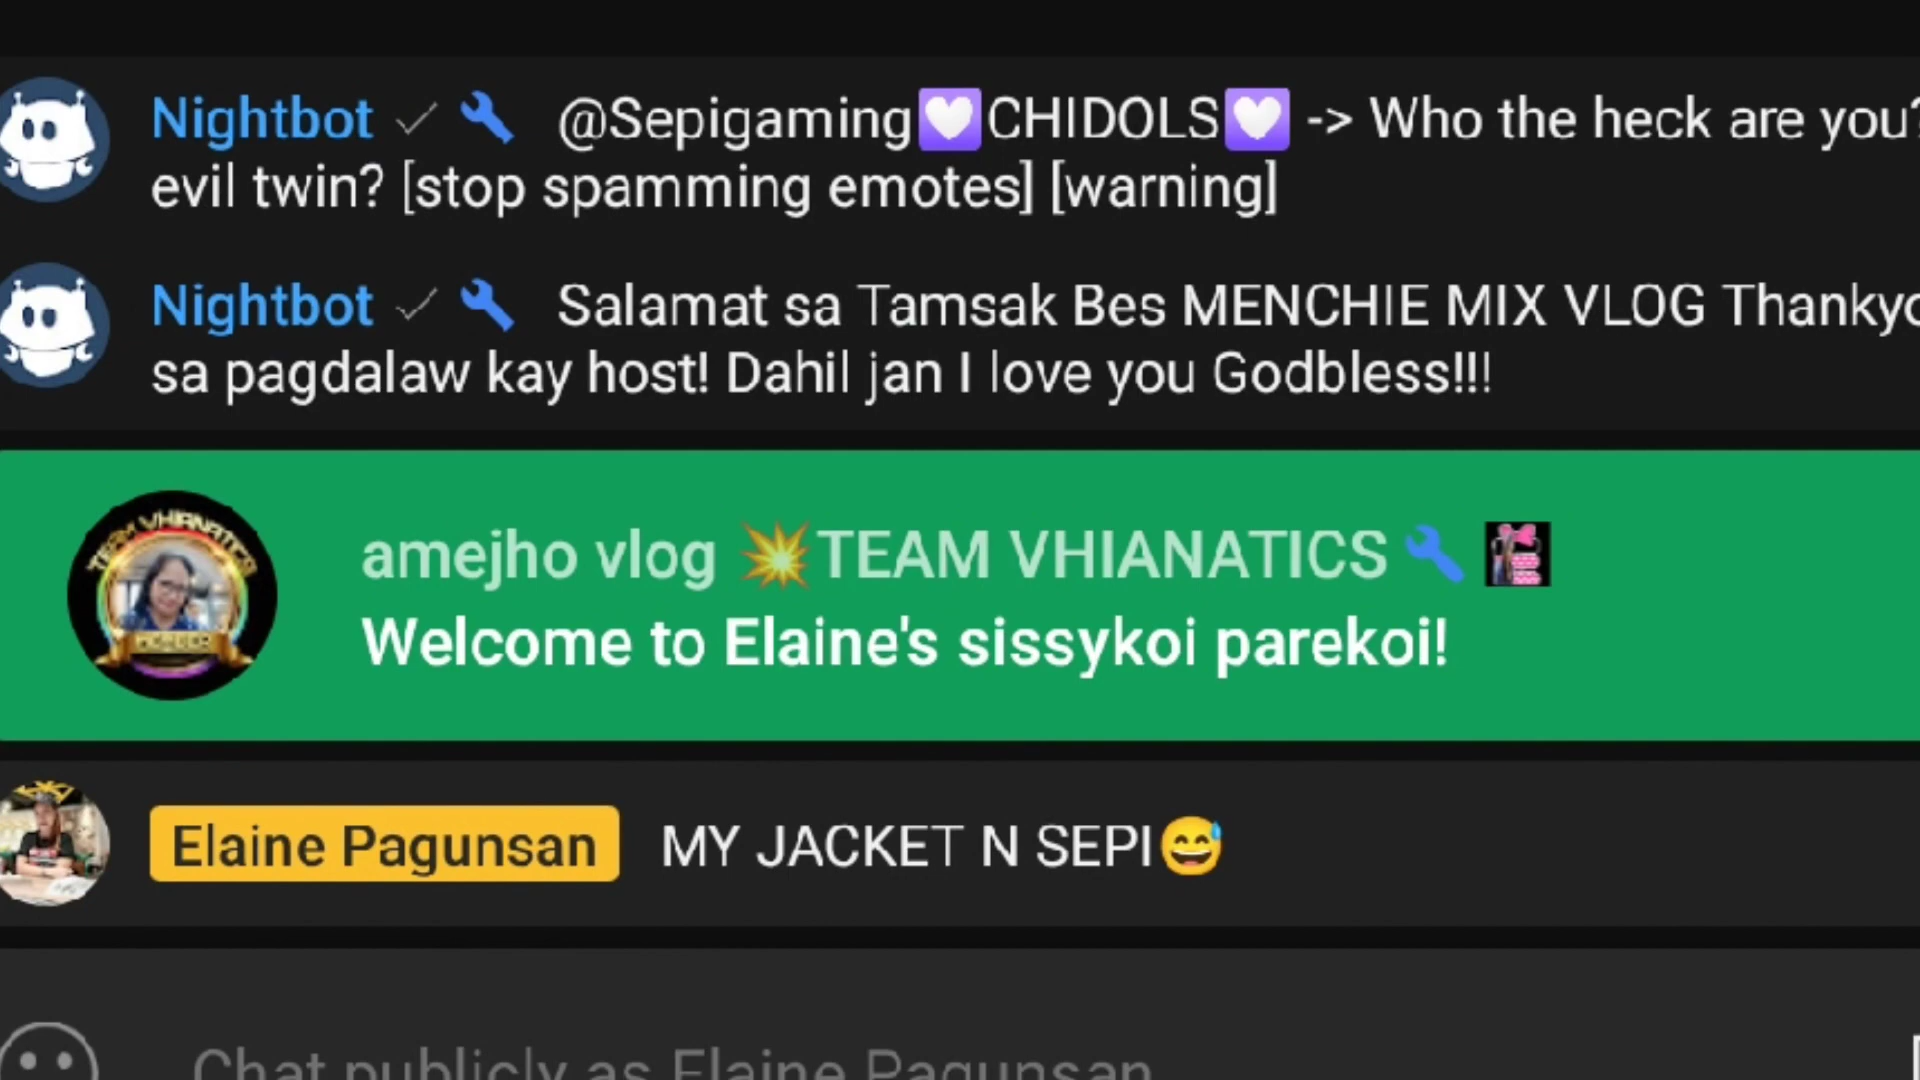 Nightbot ✓ 🔧 @Sepigaming💟CHIDOLS💟 -> Who the heck are you?
evil twin? [stop spamming emotes] [warning]
Nightbot ✓ 🔧 Salamat sa Tamsak Bes MENCHIE MIX VLOG
sa pagdalaw kay host! Dahil jan I love you Godbless!!!
TEAM VHIANATICS
amejho vlog 💥TEAM VHIANATICS🔧
Welcome to Elaine's sissykoi parekoi!
Elaine Pagunsan MY JACKET N SEPI😅
Chat publicly as Elaine Pagunsan